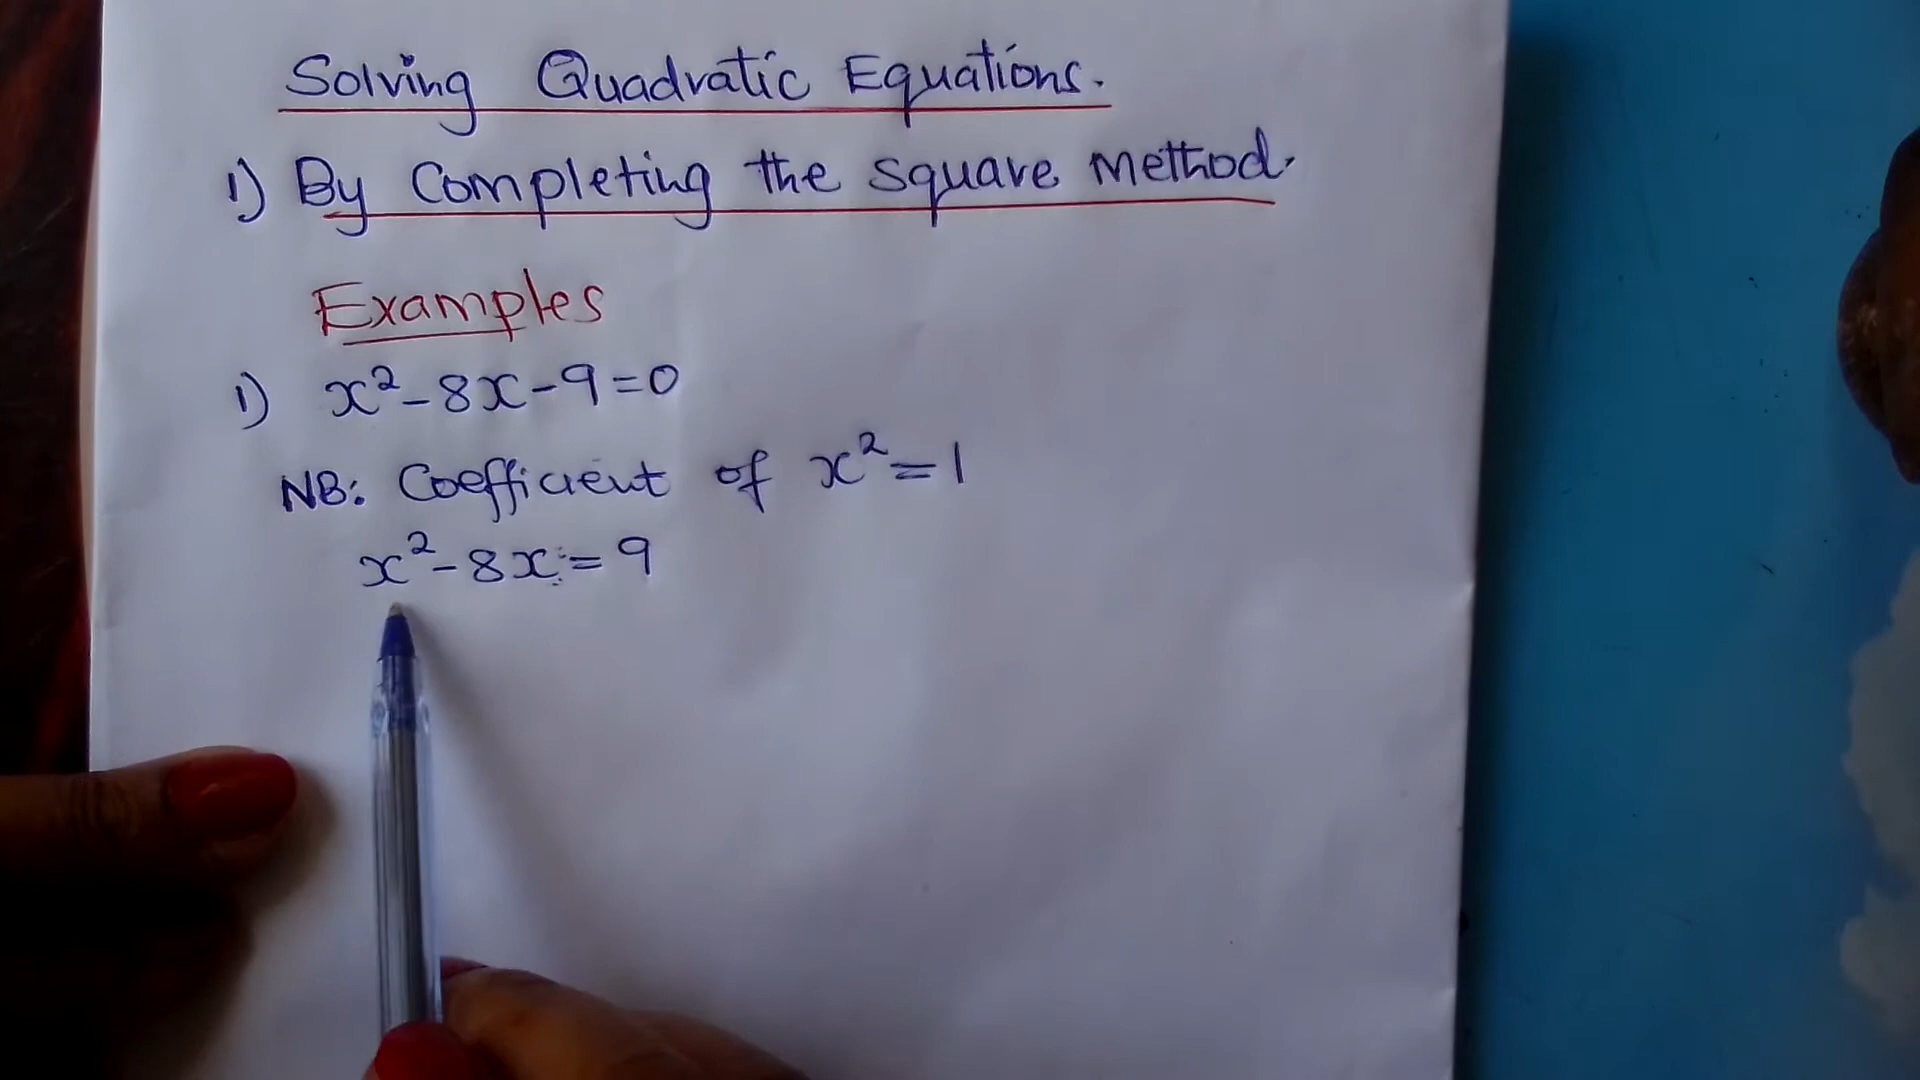 Solving Quadratic Equations.
1) By Completing the Square Method.
Examples
1) x²-8x-9=0
NB: Coefficient of x²=1
x²-8x=9